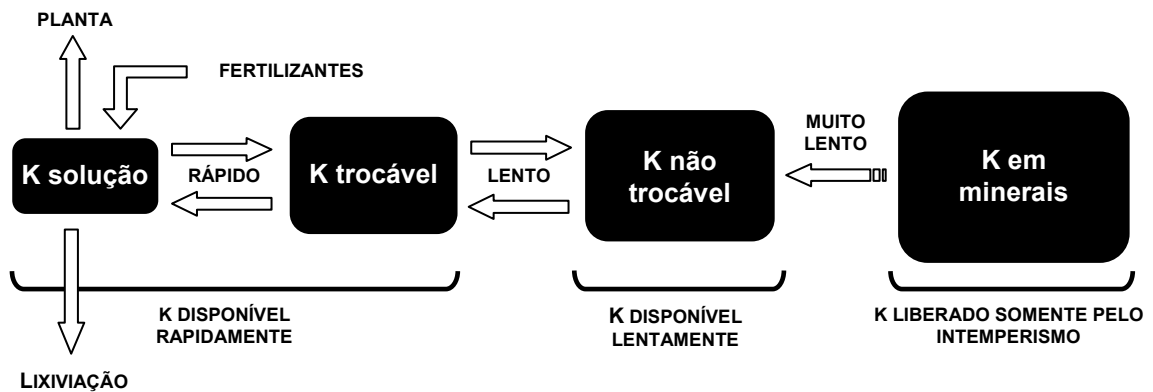 PLANTA
FERTILIZANTES
K solução
RÁPIDO
K trocável
LENTO
K não
trocável
MUITO
LENTO
K em
minerais
K DISPONÍVEL
RAPIDAMENTE
K DISPONÍVEL
LENTAMENTE
K LIBERADO SOMENTE PELO
INTEMPERISMO
LIXIVIAÇÃO